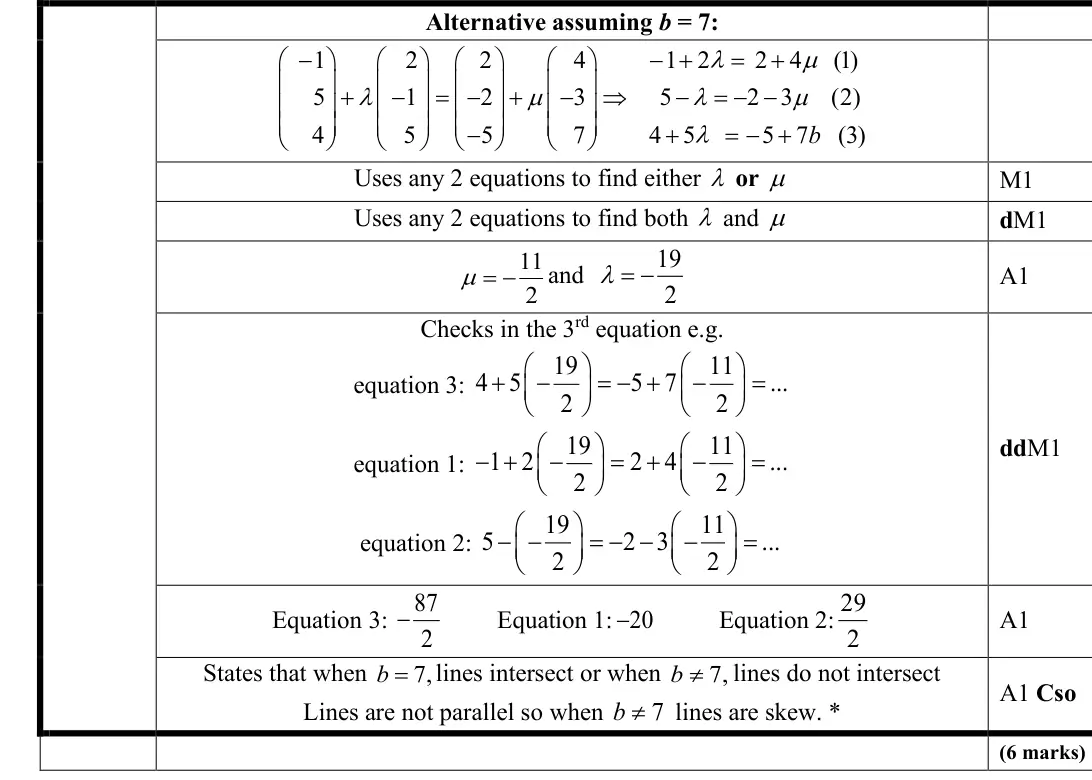 Alternative assuming b = 7:
(−1 5 4) + λ(2 −1 5) = (2 −2 −5) + μ(4 −3 7) ⇒ −1 + 2λ = 2 + 4μ (1) 5 − λ = −2 − 3μ (2) 4 + 5λ = −5 + 7b (3)
Uses any 2 equations to find either λ or μ M1
Uses any 2 equations to find both λ and μ dM1
μ = −11/2 and λ = −19/2 A1
Checks in the 3rd equation e.g.
equation 3: 4 + 5(−19/2) = −5 + 7(−11/2) = ...
equation 1: −1 + 2(−19/2) = 2 + 4(−11/2) = ...
ddM1
equation 2: 5 − (−19/2) = −2 − 3(−11/2) = ...
Equation 3: −87/2 Equation 1: −20 Equation 2: 29/2 A1
States that when b = 7, lines intersect or when b ≠ 7, lines do not intersect
Lines are not parallel so when b ≠ 7 lines are skew. * A1 Cso
(6 marks)